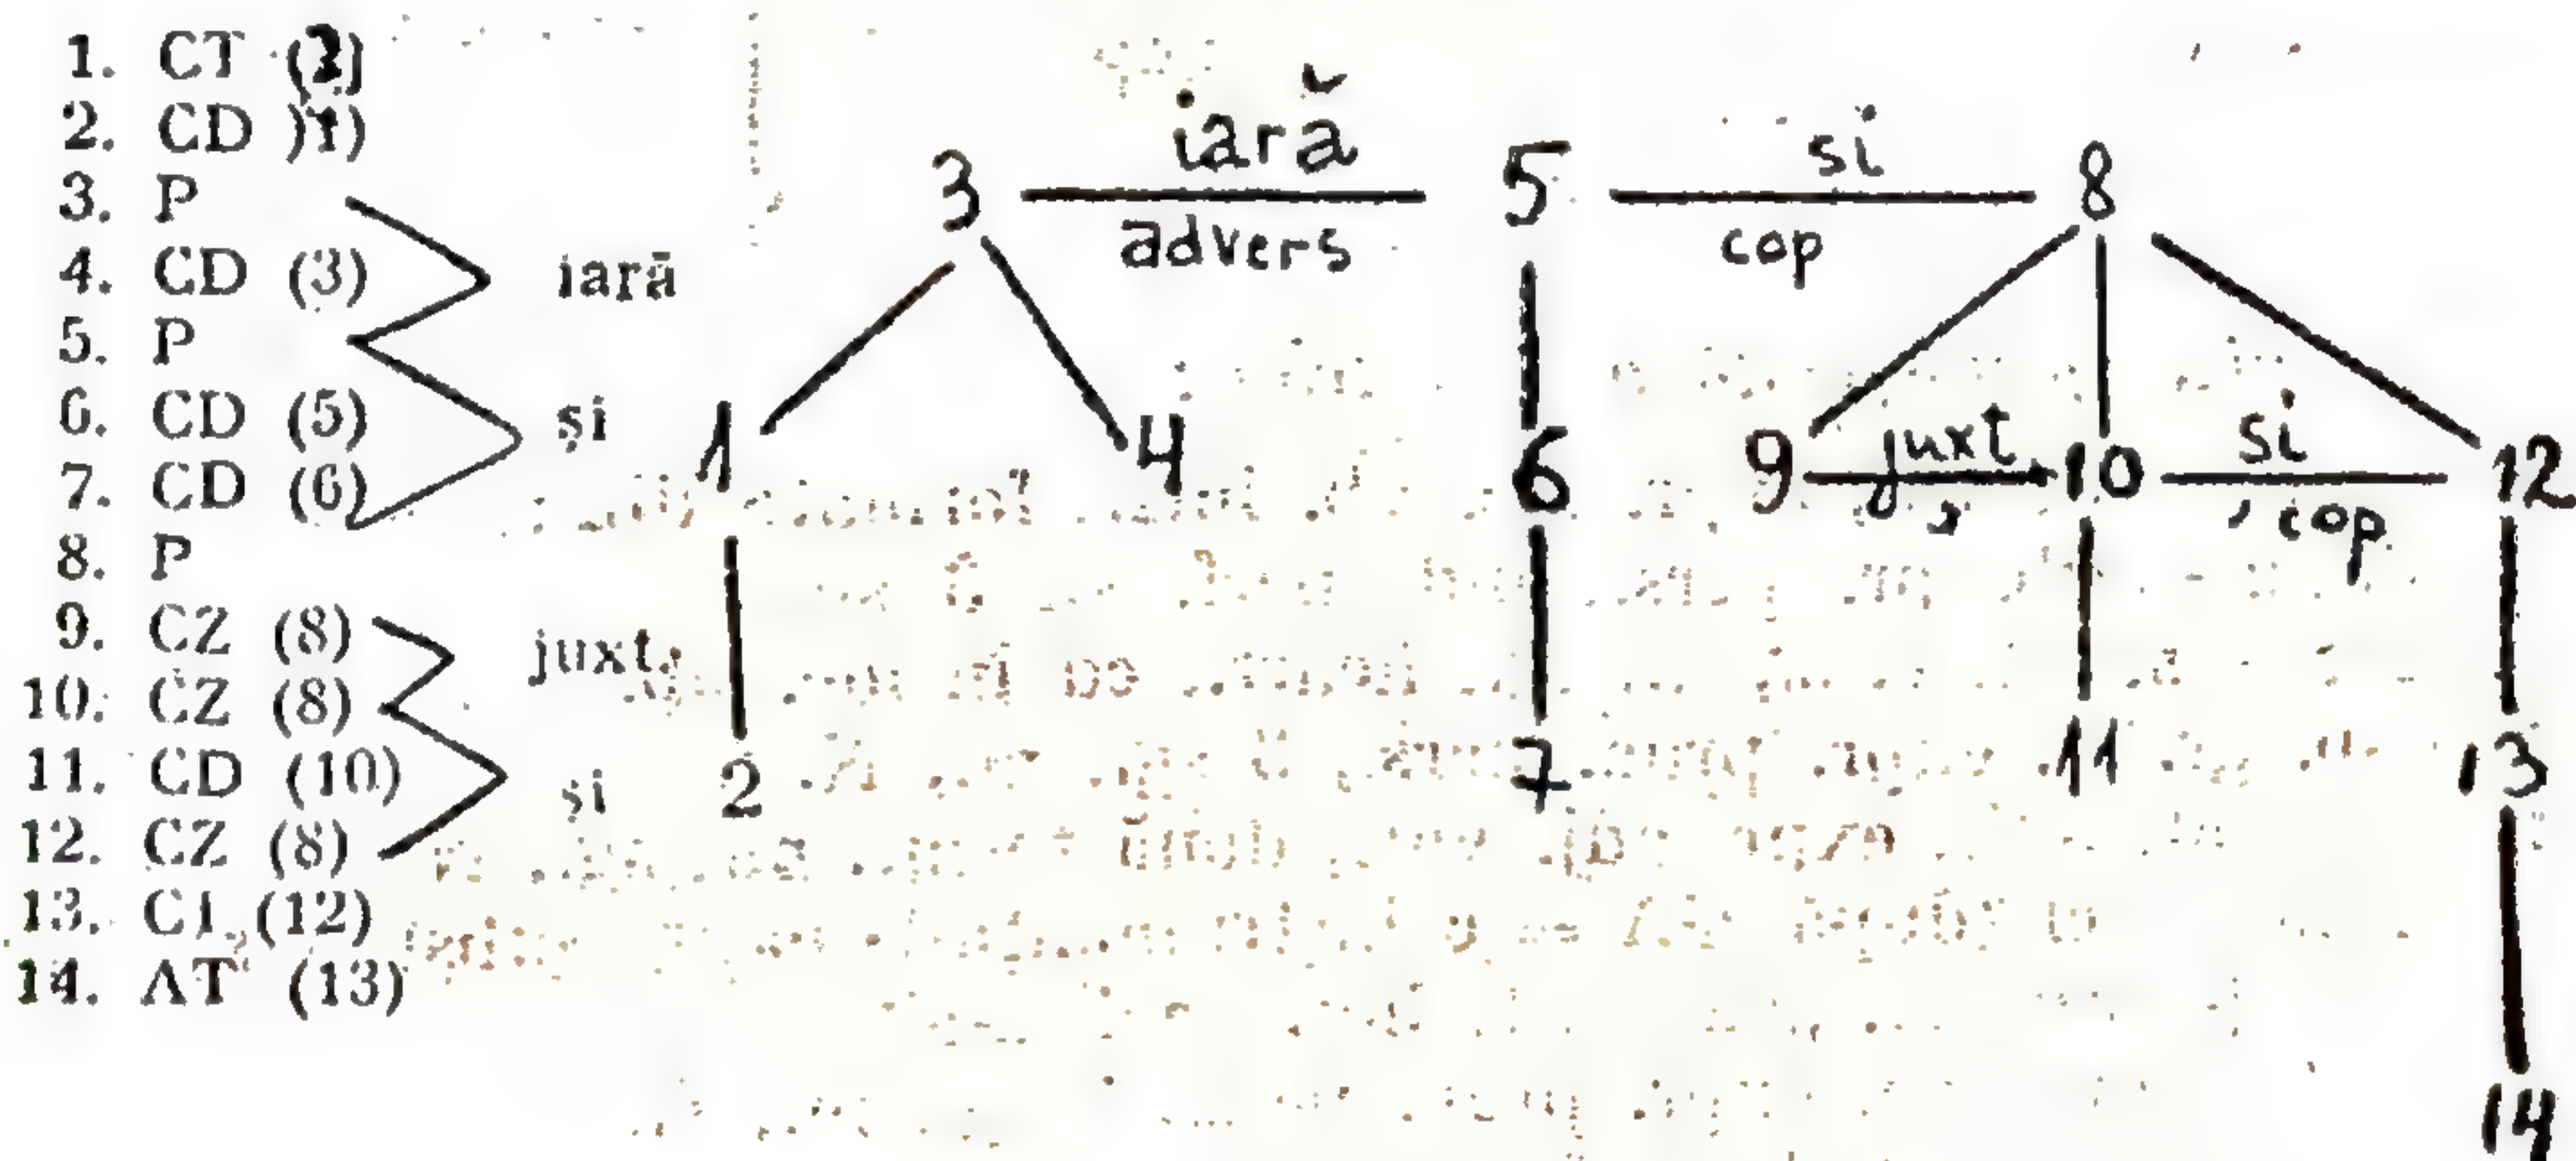 1. CT (3)
2. CD )1)
3. P
4. CD (3)
iară
5. P
6. CD (5)
și
7. CD (6)
8. P
9. CZ (8)
juxt.
10. CZ (8)
11. CD (10)
și
12. CZ (8)
13. CI (12)
14. AT (13)
iară si
3 5 8
advers cop
1 4 6 9 juxt 10 si 12
cop
2 7 11 13
14